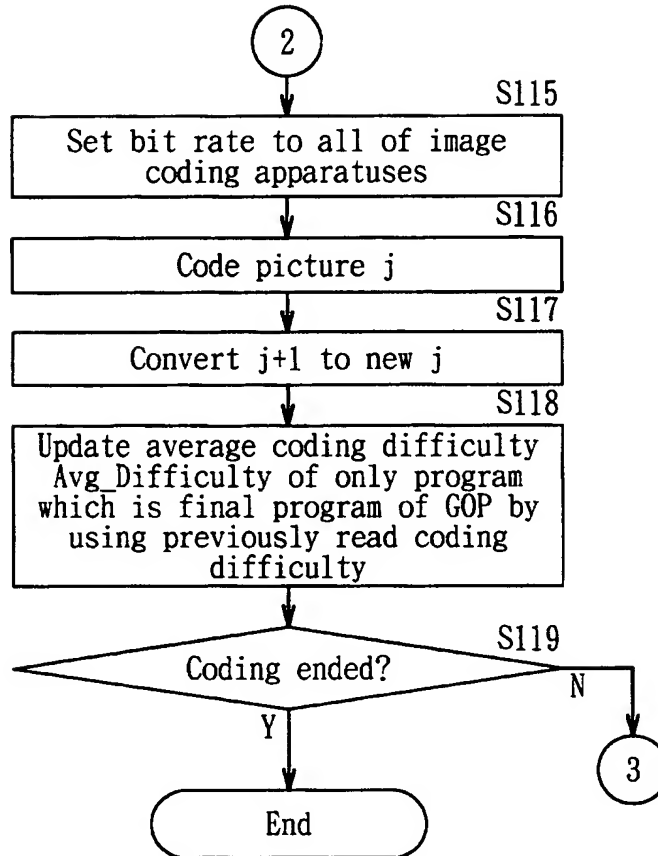 2
S115
Set bit rate to all of image
coding apparatuses
S116
Code picture j
S117
Convert j+1 to new j
S118
Update average coding difficulty
Avg_Difficulty of only program
which is final program of GOP by
using previously read coding
difficulty
S119
Coding ended?
N
Y
3
End